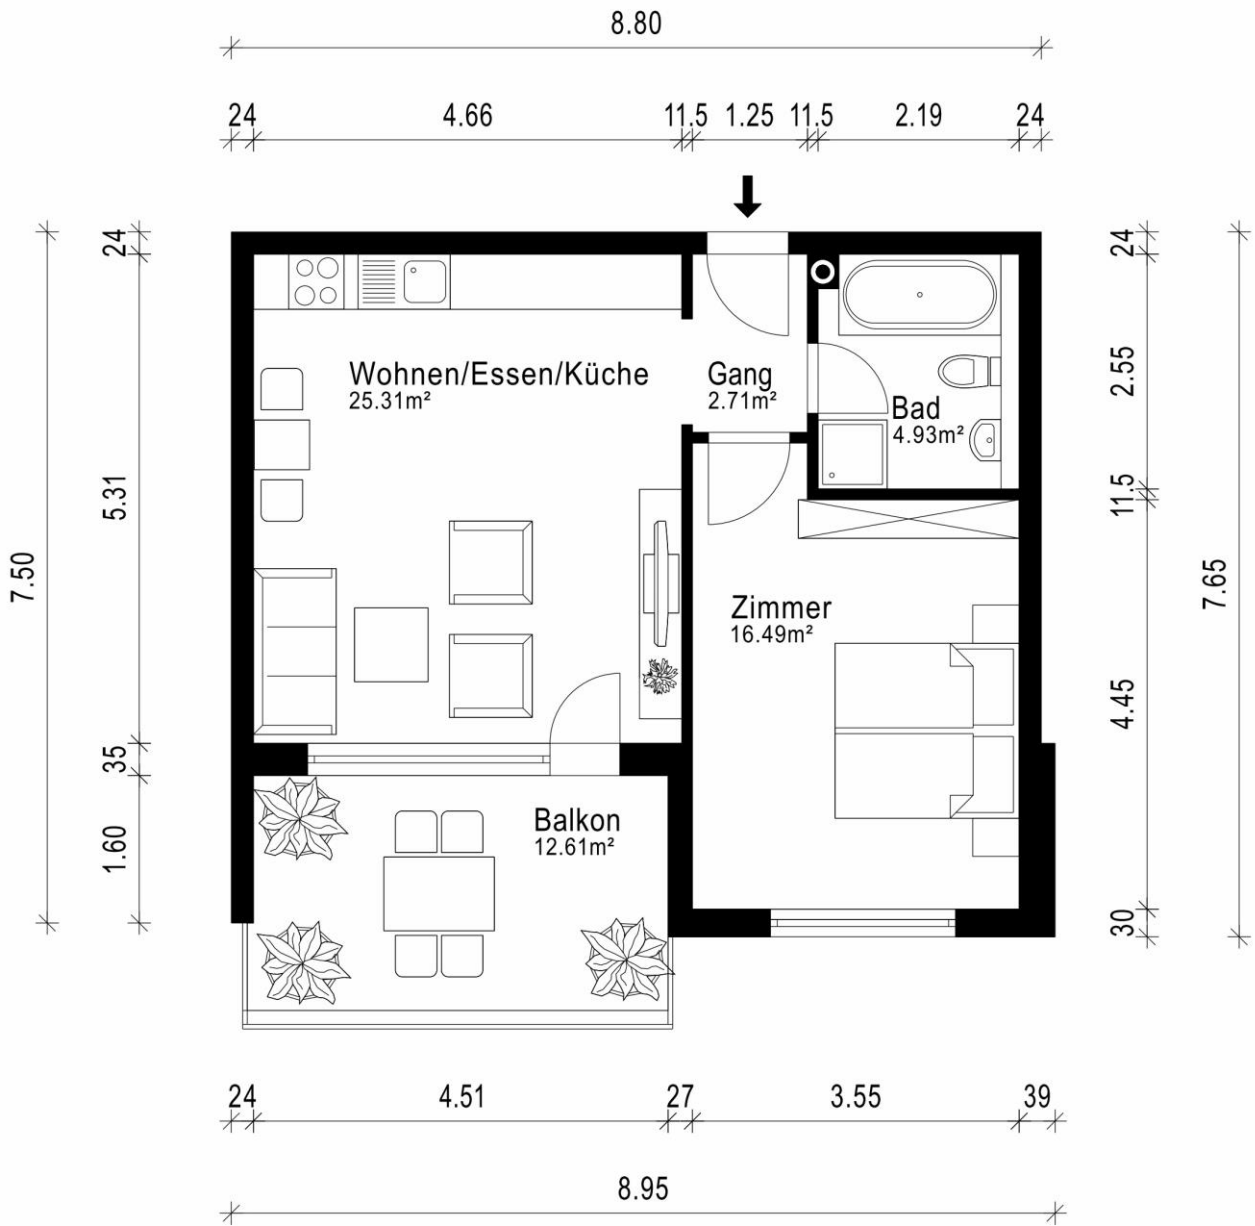 8.80
24 4.66 11.5 1.25 11.5 2.19 24
24
24
Wohnen/Essen/Küche
25.31m²
Gang
2.71m²
Bad
4.93m²
2.55
5.31
11.5
7.50
7.65
Zimmer
16.49m²
4.45
35
Balkon
12.61m²
1.60
30
24 4.51 27 3.55 39
8.95